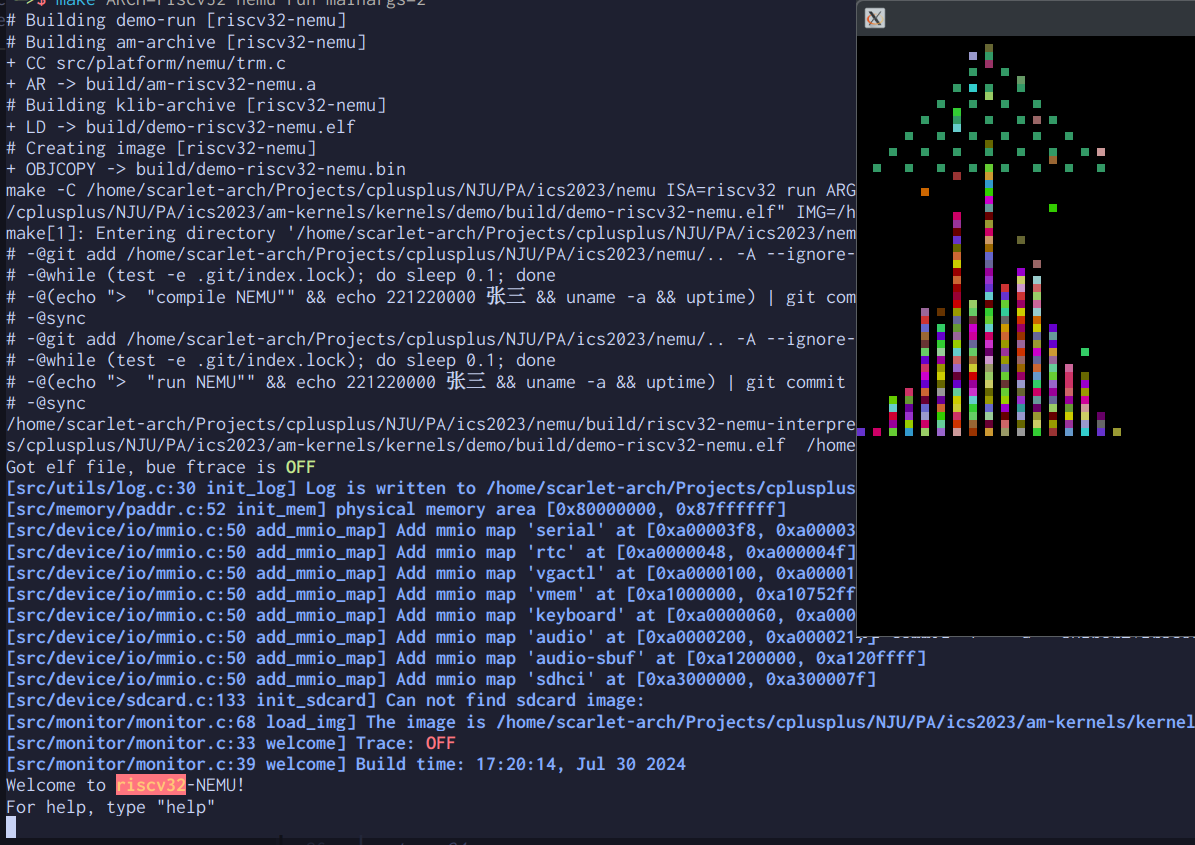 make ARCH=riscv32-nemu run mainargs=2
# Building demo-run [riscv32-nemu]
# Building am-archive [riscv32-nemu]
+ CC src/platform/nemu/trm.c
+ AR -> build/am-riscv32-nemu.a
# Building klib-archive [riscv32-nemu]
+ LD -> build/demo-riscv32-nemu.elf
# Creating image [riscv32-nemu]
+ OBJCOPY -> build/demo-riscv32-nemu.bin
make -C /home/scarlet-arch/Projects/cplusplus/NJU/PA/ics2023/nemu ISA=riscv32 run ARG
/cplusplus/NJU/PA/ics2023/am-kernels/kernels/demo/build/demo-riscv32-nemu.elf" IMG=/h
make[1]: Entering directory '/home/scarlet-arch/Projects/cplusplus/NJU/PA/ics2023/nem
# -@git add /home/scarlet-arch/Projects/cplusplus/NJU/PA/ics2023/nemu/.. -A --ignore-
# -@while (test -e .git/index.lock); do sleep 0.1; done
# -@(echo "> "compile NEMU"" && echo 221220000 张三 && uname -a && uptime) | git com
# -@sync
# -@git add /home/scarlet-arch/Projects/cplusplus/NJU/PA/ics2023/nemu/.. -A --ignore-
# -@while (test -e .git/index.lock); do sleep 0.1; done
# -@(echo "> "run NEMU"" && echo 221220000 张三 && uname -a && uptime) | git commit
# -@sync
/home/scarlet-arch/Projects/cplusplus/NJU/PA/ics2023/nemu/build/riscv32-nemu-interpre
s/cplusplus/NJU/PA/ics2023/am-kernels/kernels/demo/build/demo-riscv32-nemu.elf /home
Got elf file, bue ftrace is OFF
[src/utils/log.c:30 init_log] Log is written to /home/scarlet-arch/Projects/cplusplus
[src/memory/paddr.c:52 init_mem] physical memory area [0x80000000, 0x87ffffff]
[src/device/io/mmio.c:50 add_mmio_map] Add mmio map 'serial' at [0xa00003f8, 0xa00003
[src/device/io/mmio.c:50 add_mmio_map] Add mmio map 'rtc' at [0xa0000048, 0xa000004f]
[src/device/io/mmio.c:50 add_mmio_map] Add mmio map 'vgactl' at [0xa0000100, 0xa00001
[src/device/io/mmio.c:50 add_mmio_map] Add mmio map 'vmem' at [0xa1000000, 0xa10752ff
[src/device/io/mmio.c:50 add_mmio_map] Add mmio map 'keyboard' at [0xa0000060, 0xa000
[src/device/io/mmio.c:50 add_mmio_map] Add mmio map 'audio' at [0xa0000200, 0xa0000217]
[src/device/io/mmio.c:50 add_mmio_map] Add mmio map 'audio-sbuf' at [0xa1200000, 0xa120ffff]
[src/device/io/mmio.c:50 add_mmio_map] Add mmio map 'sdhci' at [0xa3000000, 0xa300007f]
[src/device/sdcard.c:133 init_sdcard] Can not find sdcard image:
[src/monitor/monitor.c:68 load_img] The image is /home/scarlet-arch/Projects/cplusplus/NJU/PA/ics2023/am-kernels/kernel
[src/monitor/monitor.c:33 welcome] Trace: OFF
[src/monitor/monitor.c:39 welcome] Build time: 17:20:14, Jul 30 2024
Welcome to riscv32-NEMU!
For help, type "help"